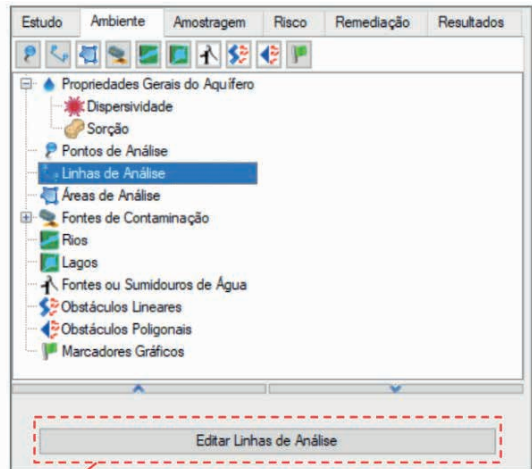 Estudo Ambiente Amostragem Risco Remediação Resultados
Propriedades Gerais do Aquífero
Dispersividade
Sorção
Pontos de Análise
Linhas de Análise
Áreas de Análise
Fontes de Contaminação
Rios
Lagos
Fontes ou Sumidouros de Água
Obstáculos Lineares
Obstáculos Poligonais
Marcadores Gráficos
Editar Linhas de Análise